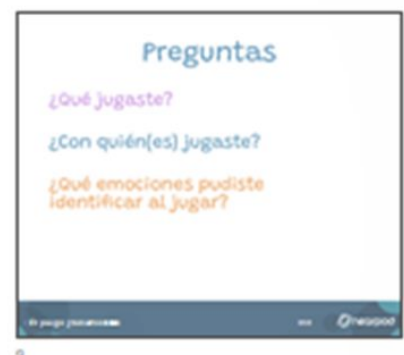 Preguntas
¿Qué jugaste?
¿Con quién(es) jugaste?
¿Qué emociones pudiste
identificar al jugar?